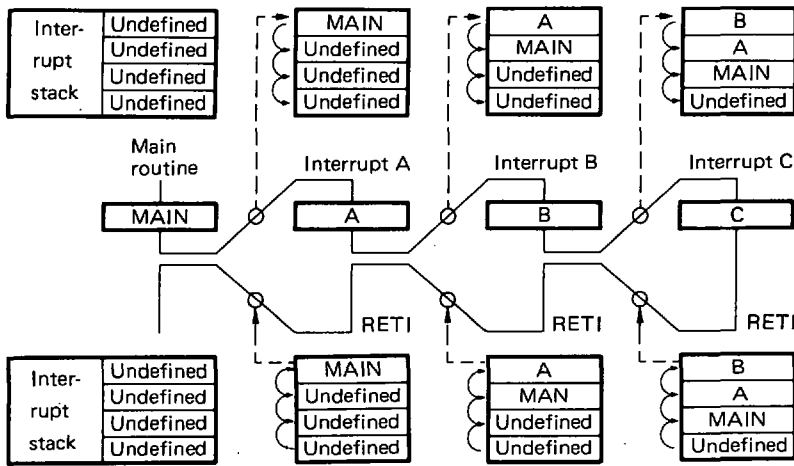 Inter-
rupt
stack
Undefined
Undefined
Undefined
Undefined
MAIN
Undefined
Undefined
Undefined
A
MAIN
Undefined
Undefined
B
A
MAIN
Undefined
Main
routine
Interrupt A
Interrupt B
Interrupt C
MAIN
A
B
C
RETI
RETI
RETI
Inter-
rupt
stack
Undefined
Undefined
Undefined
Undefined
MAIN
Undefined
Undefined
Undefined
A
MAN
Undefined
Undefined
B
A
MAIN
Undefined